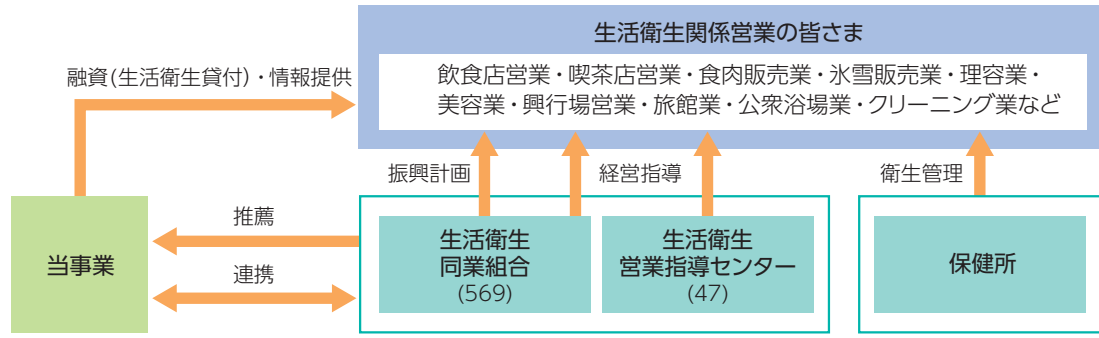 生活衛生関係営業の皆さま
融資(生活衛生貸付)・情報提供
飲食店営業・喫茶店営業・食肉販売業・氷雪販売業・理容業・
美容業・興行場営業・旅館業・公衆浴場業・クリーニング業など
振興計画
経営指導
衛生管理
当事業
推薦
連携
生活衛生
同業組合
(569)
生活衛生
営業指導センター
(47)
保健所